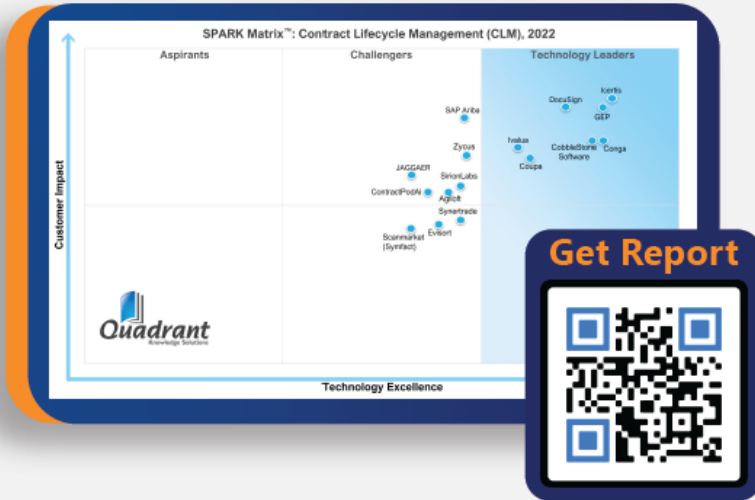 SPARK Matrix™: Contract Lifecycle Management (CLM), 2022
Aspirants
Challengers
Technology Leaders
Icertis
DocuSign
GEP
SAP Ariba
Ivalua
CobbleStone
Software
Conga
Zycus
Coupa
JAGGAER
SirionLabs
ContractPodAi
Agiloft
Synertrade
Scanmarket
(Symfact)
Evisort
Customer Impact
Quadrant
Knowledge Solutions
Technology Excellence
Get Report